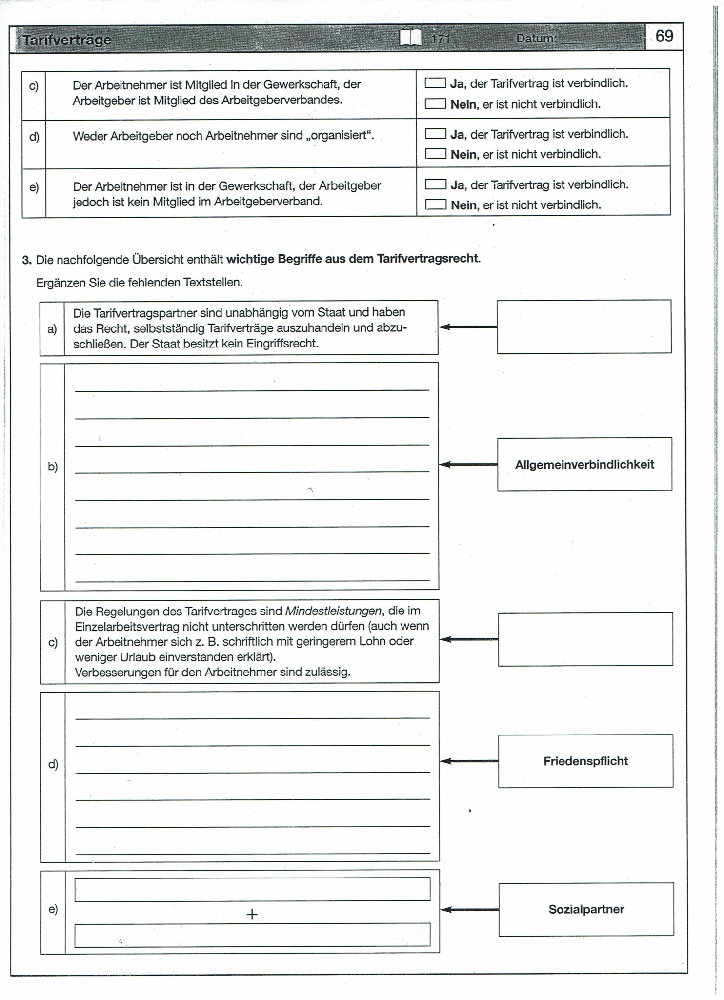 Tarifverträge 171 Datum: 69
c) Der Arbeitnehmer ist Mitglied in der Gewerkschaft, der
Arbeitgeber ist Mitglied des Arbeitgeberverbandes.
Ja, der Tarifvertrag ist verbindlich.
Nein, er ist nicht verbindlich.
d) Weder Arbeitgeber noch Arbeitnehmer sind „organisiert“.
Ja, der Tarifvertrag ist verbindlich.
Nein, er ist nicht verbindlich.
e) Der Arbeitnehmer ist in der Gewerkschaft, der Arbeitgeber
jedoch ist kein Mitglied im Arbeitgeberverband.
Ja, der Tarifvertrag ist verbindlich.
Nein, er ist nicht verbindlich.
3. Die nachfolgende Übersicht enthält wichtige Begriffe aus dem Tarifvertragsrecht.
Ergänzen Sie die fehlenden Textstellen.
a) Die Tarifvertragspartner sind unabhängig vom Staat und haben
das Recht, selbstständig Tarifverträge auszuhandeln und abzu-
schließen. Der Staat besitzt kein Eingriffsrecht.
b)
Allgemeinverbindlichkeit
c) Die Regelungen des Tarifvertrages sind Mindestleistungen, die im
Einzelarbeitsvertrag nicht unterschritten werden dürfen (auch wenn
der Arbeitnehmer sich z. B. schriftlich mit geringerem Lohn oder
weniger Urlaub einverstanden erklärt).
Verbesserungen für den Arbeitnehmer sind zulässig.
d)
Friedenspflicht
e)
+
Sozialpartner